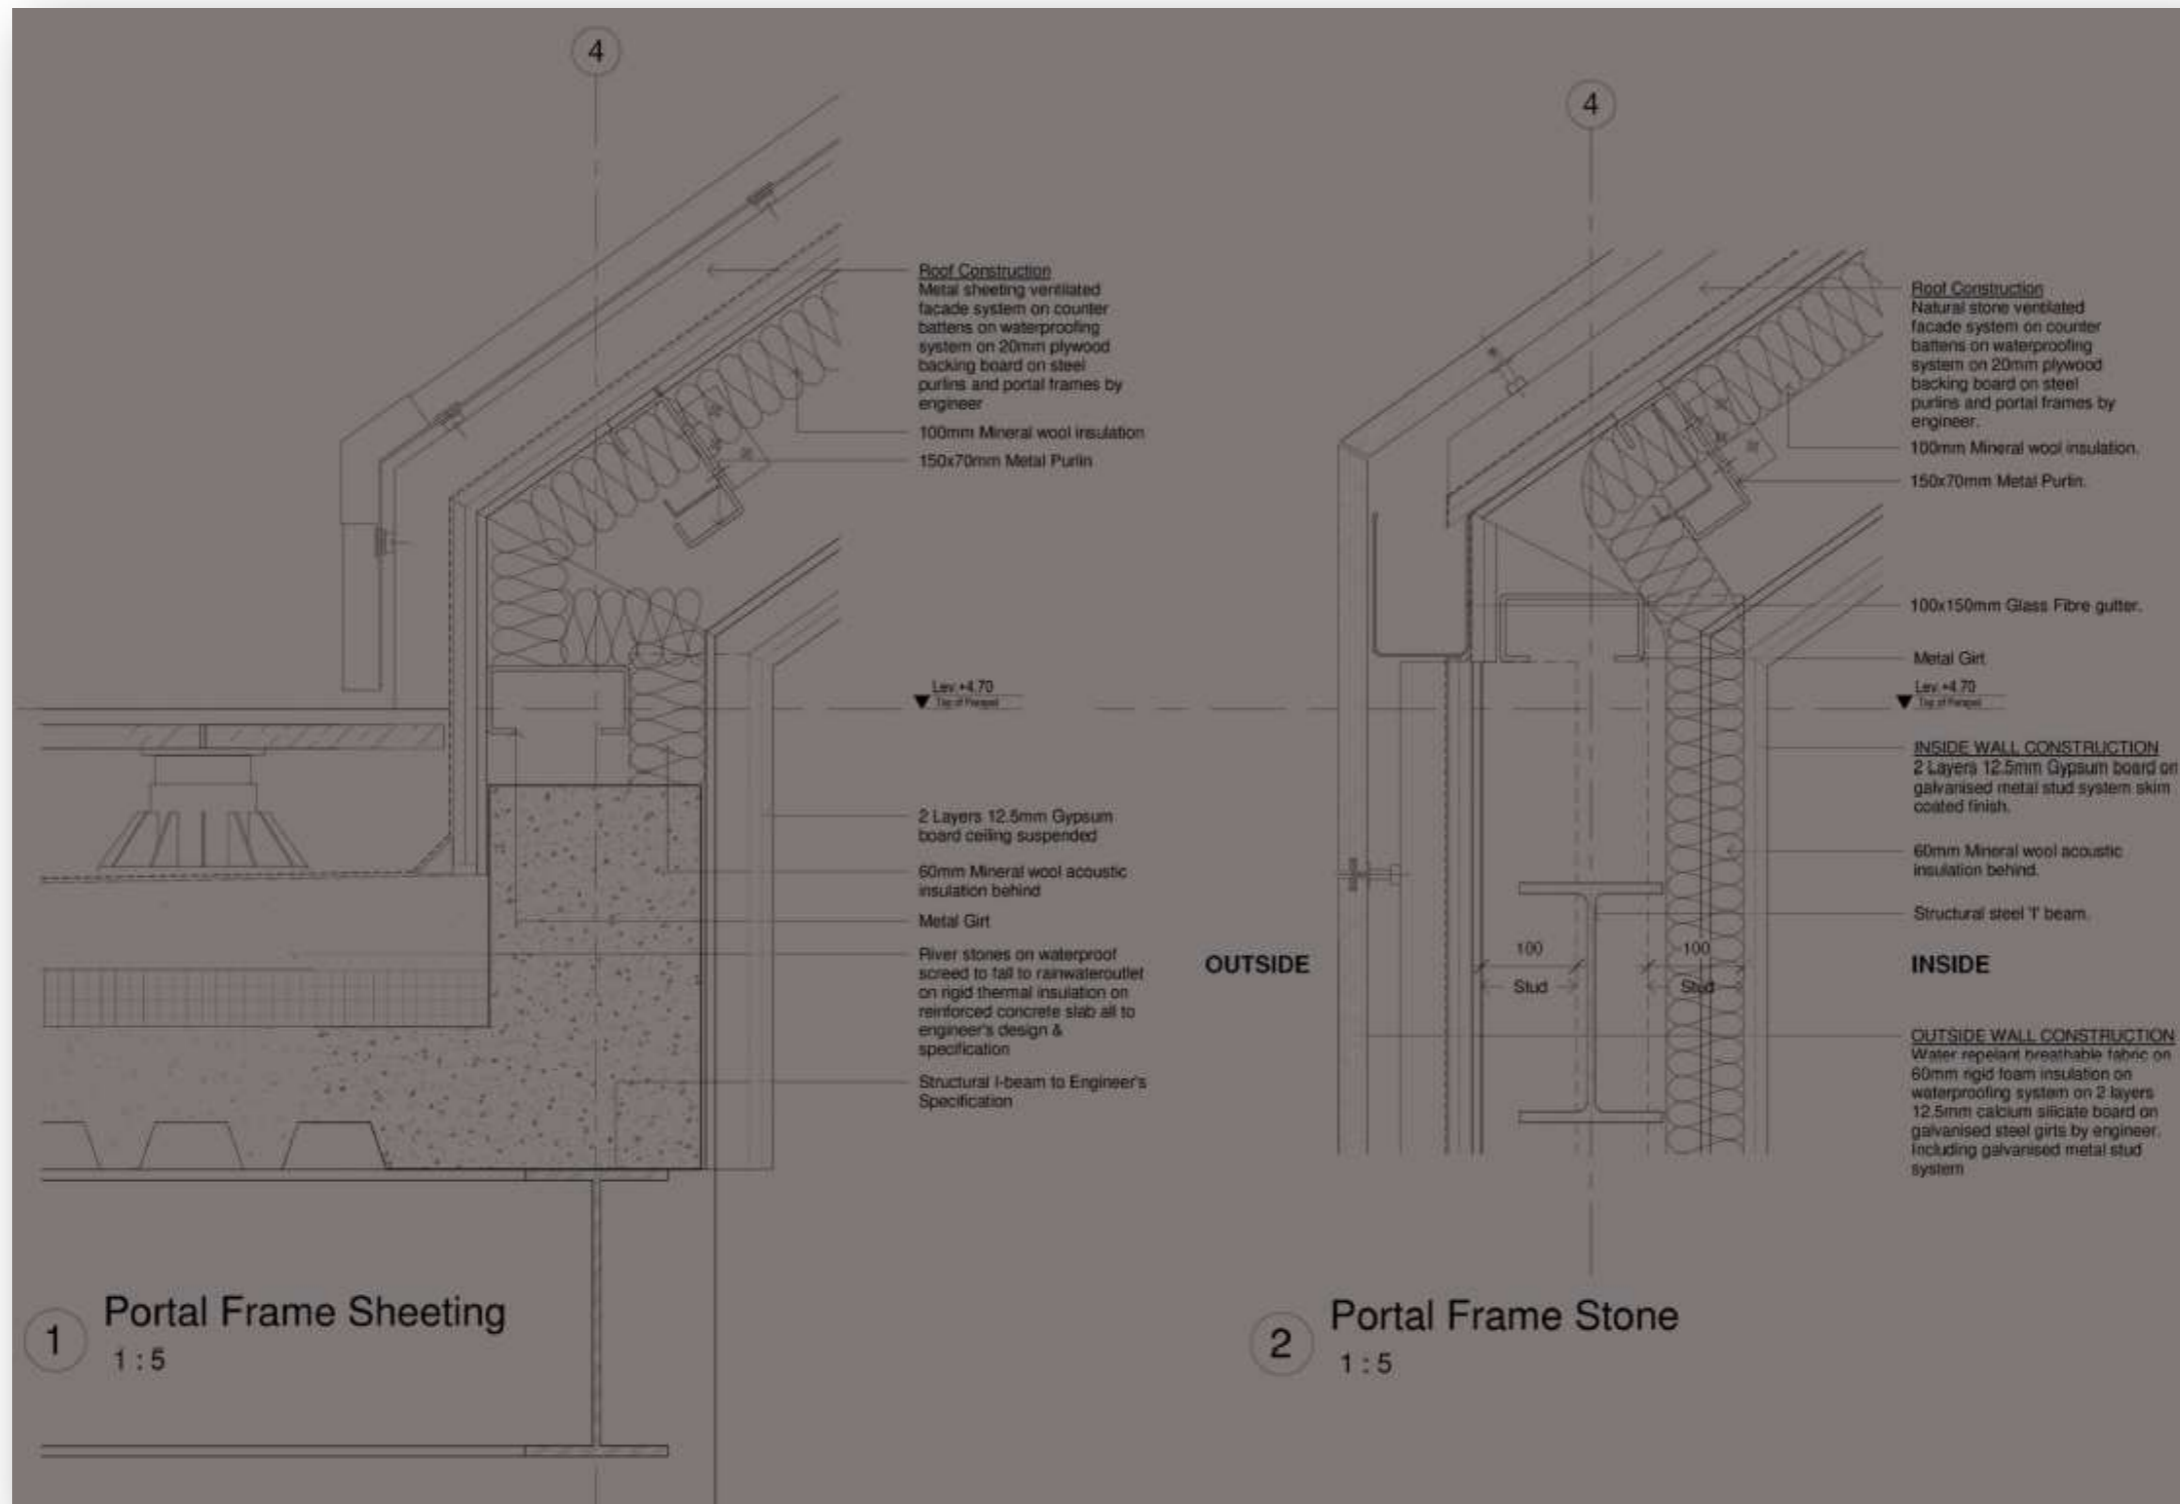 4
Roof Construction
Metal sheeting ventilated
facade system on counter
battens on waterproofing
system on 20mm plywood
backing board on steel
purlins and portal frames by
engineer
100mm Mineral wool insulation
150x70mm Metal Purlin
Lev.+4.70
Top of Parapet
2 Layers 12.5mm Gypsum
board ceiling suspended
60mm Mineral wool acoustic
insulation behind
Metal Girt
River stones on waterproof
screed to fall to rainwateroutlet
on rigid thermal insulation on
reinforced concrete slab all to
engineer's design &
specification
Structural I-beam to Engineer's
Specification
1
Portal Frame Sheeting
1 : 5
4
Roof Construction
Natural stone ventilated
facade system on counter
battens on waterproofing
system on 20mm plywood
backing board on steel
purlins and portal frames by
engineer.
100mm Mineral wool insulation.
150x70mm Metal Purlin.
100x150mm Glass Fibre gutter.
Metal Girt
Lev.+4.70
Top of Parapet
INSIDE WALL CONSTRUCTION
2 Layers 12.5mm Gypsum board on
galvanised metal stud system skim
coated finish.
60mm Mineral wool acoustic
insulation behind.
Structural steel 'I' beam.
OUTSIDE
100
Stud
100
Stud
INSIDE
OUTSIDE WALL CONSTRUCTION
Water repelant breathable fabric on
60mm rigid foam insulation on
waterproofing system on 2 layers
12.5mm calcium silicate board on
galvanised steel girts by engineer.
Including galvanised metal stud
system
2
Portal Frame Stone
1 : 5